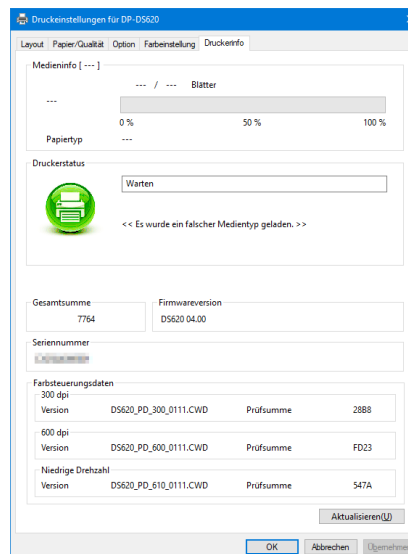 Druckeinstellungen für DP-DS620
Layout Papier/Qualität Option Farbeinstellung Druckerinfo
Medieninfo [ --- ]
--- / --- Blätter
---
0 % 50 % 100 %
Papiertyp ---
Druckerstatus
Warten
<< Es wurde ein falscher Medientyp geladen. >>
Gesamtsumme Firmwareversion
7764 DS620 04.00
Seriennummer
Farbsteuerungsdaten
300 dpi
Version DS620_PD_300_0111.CWD Prüfsumme 28B8
600 dpi
Version DS620_PD_600_0111.CWD Prüfsumme FD23
Niedrige Drehzahl
Version DS620_PD_610_0111.CWD Prüfsumme 547A
Aktualisieren(U)
OK Abbrechen Übernehmen